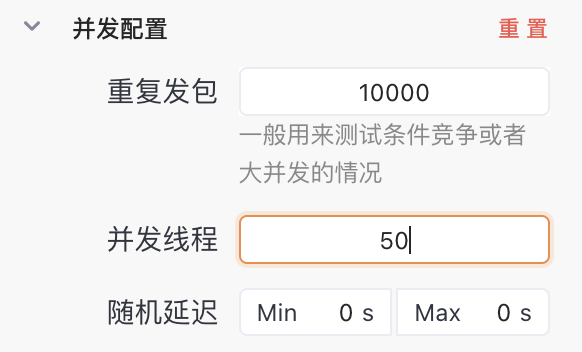 并发配置 重置
重复发包 10000
一般用来测试条件竞争或者
大并发的情况
并发线程 50
随机延迟 Min 0 s Max 0 s